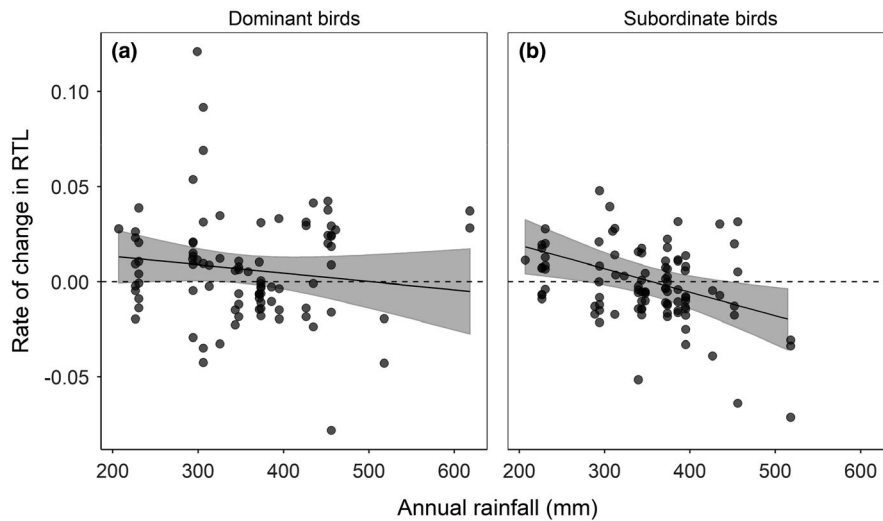 Dominant birds
Subordinate birds
(a)
(b)
Rate of change in RTL
0.10
0.05
0.00
-0.05
200 300 400 500 600
200 300 400 500 600
Annual rainfall (mm)